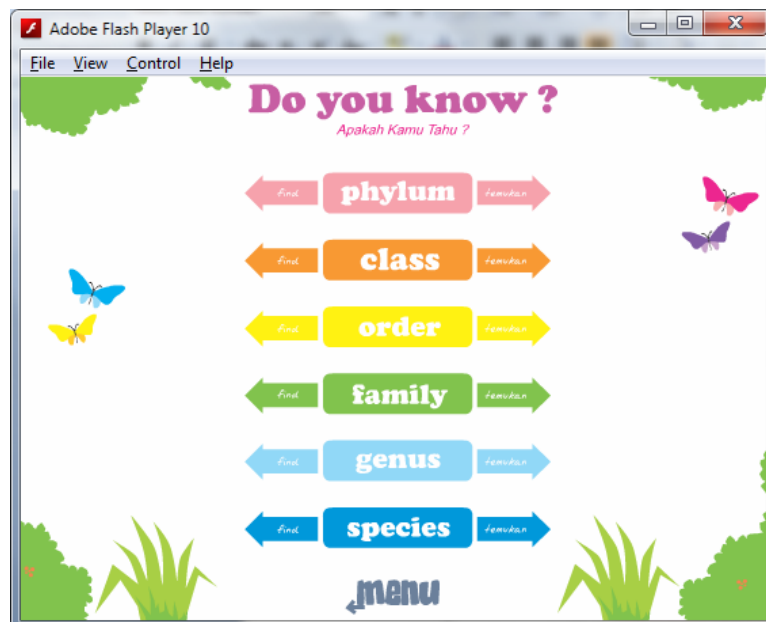 Adobe Flash Player 10
File View Control Help
Do you know ?
Apakah Kamu Tahu ?
find phylum temukan
find class temukan
find order temukan
find family temukan
find genus temukan
find species temukan
menu